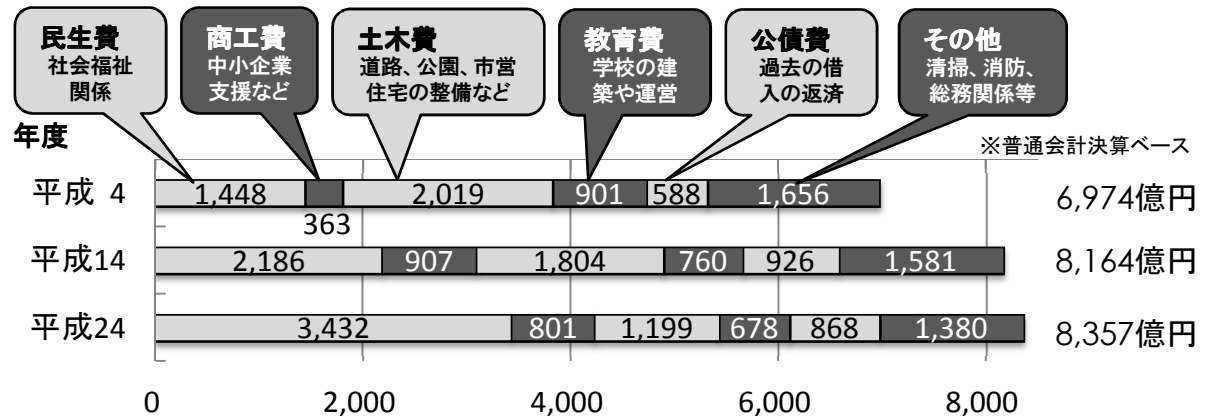 民生費
社会福祉
関係
商工費
中小企業
支援など
土木費
道路、公園、市営
住宅の整備など
教育費
学校の建
築や運営
公債費
過去の借
入の返済
その他
清掃、消防、
総務関係等
年度
※普通会計決算ベース
平成 4 1,448 2,019 901 588 1,656 6,974億円
363
平成14 2,186 907 1,804 760 926 1,581 8,164億円
平成24 3,432 801 1,199 678 868 1,380 8,357億円
0 2,000 4,000 6,000 8,000